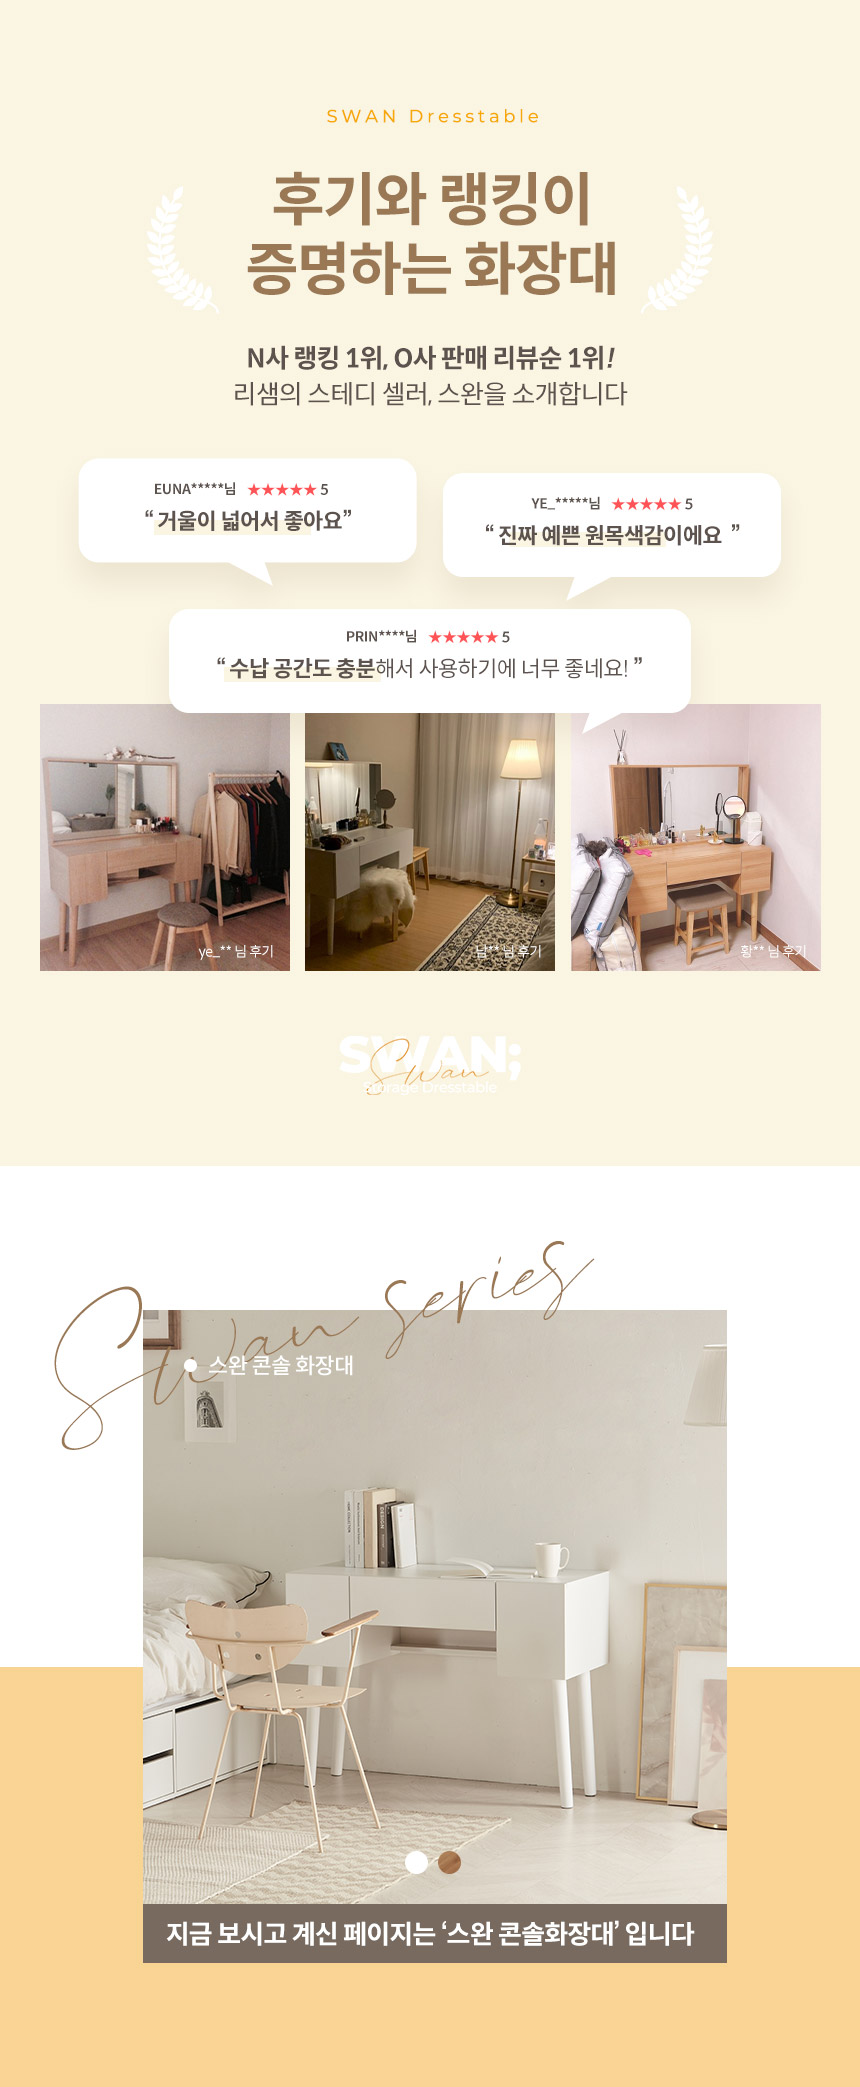 SWAN Dresstable
후기와 랭킹이
증명하는 화장대
N사 랭킹 1위, O사 판매 리뷰순 1위!
리샘의 스테디 셀러, 스완을 소개합니다
EUNA*****님 ★★★★★ 5
“ 거울이 넓어서 좋아요”
YE_*****님 ★★★★★ 5
“ 진짜 예쁜 원목색감이에요 ”
PRIN****님 ★★★★★ 5
“ 수납 공간도 충분해서 사용하기에 너무 좋네요! ”
ye_** 님 후기
남** 님 후기
황** 님 후기
SWAN;
Swan
Storage Dresstable
Swan series
스완 콘솔 화장대
DESIGN
지금 보시고 계신 페이지는 ‘스완 콘솔화장대’ 입니다